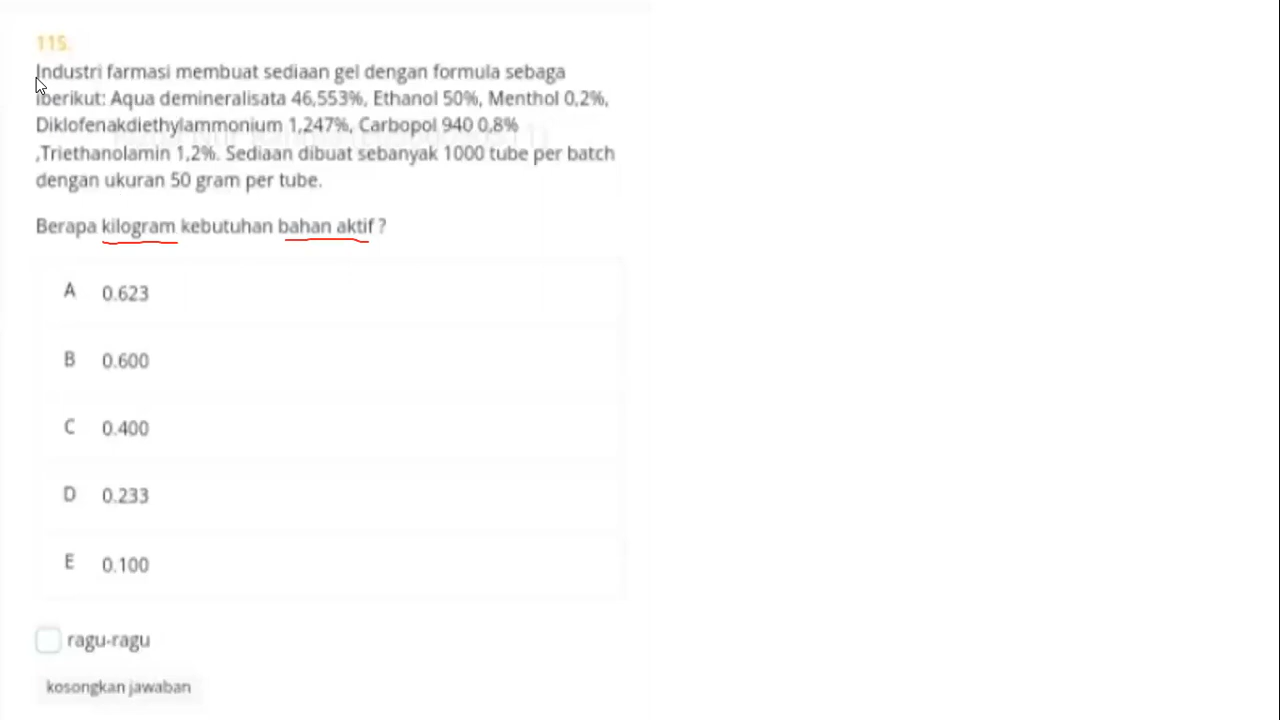 115.
Industri farmasi membuat sediaan gel dengan formula sebaga
iberikut: Aqua demineralisata 46,553%, Ethanol 50%, Menthol 0,2%,
Diklofenakdiethylammonium 1,247%, Carbopol 940 0,8%
,Triethanolamin 1,2%. Sediaan dibuat sebanyak 1000 tube per batch
dengan ukuran 50 gram per tube.
Berapa kilogram kebutuhan bahan aktif ?
A 0.623
B 0.600
C 0.400
D 0.233
E 0.100
ragu-ragu
kosongkan jawaban